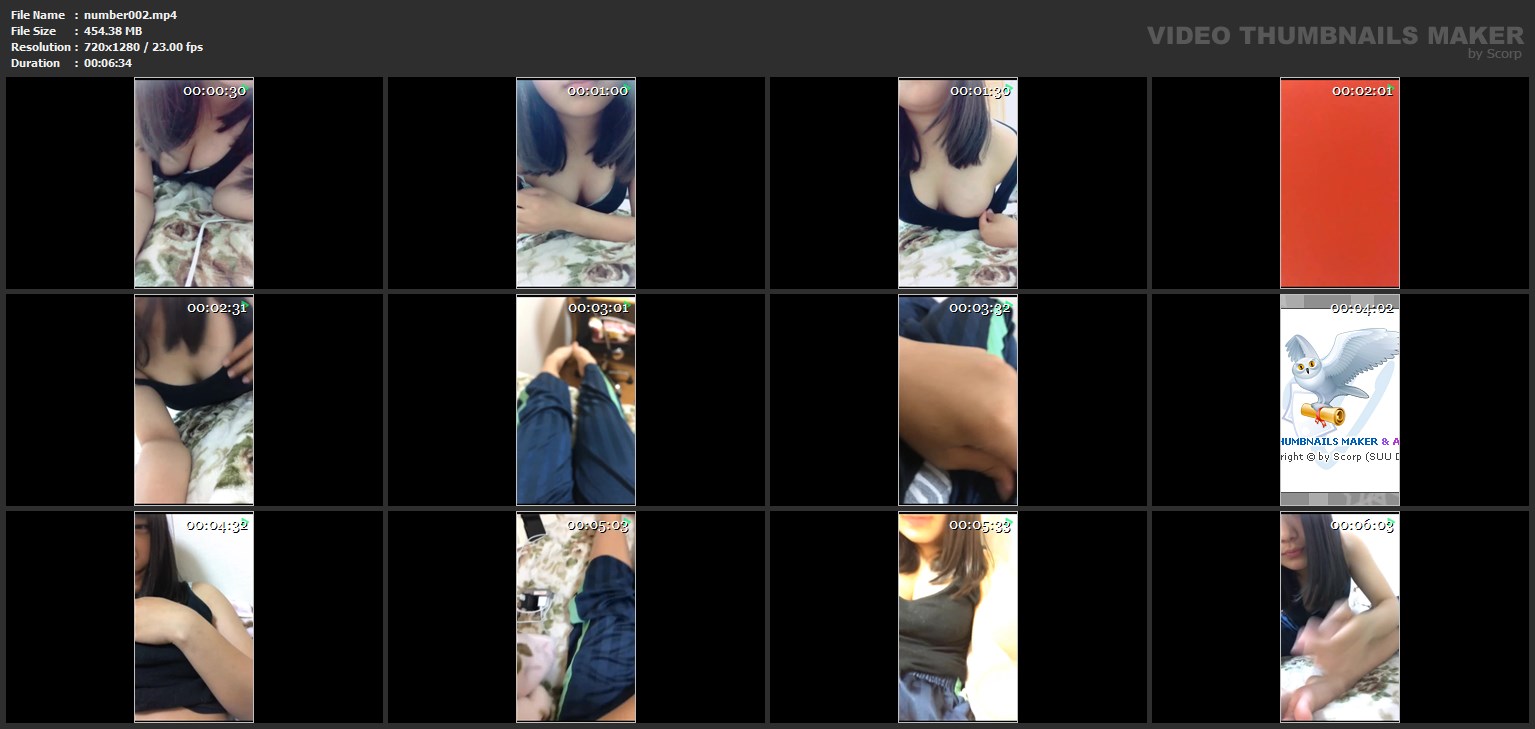 File Name : number002.mp4
File Size : 454.38 MB
Resolution : 720x1280 / 23.00 fps
Duration : 00:06:34
VIDEO THUMBNAILS MAKER
by Scorp
00:00:30
00:01:00
00:01:30
00:02:01
00:02:31
00:03:01
00:03:32
00:04:02
HUMBNAILS MAKER & A
right © by Scorp (SUU D
00:04:32
00:05:03
00:05:33
00:06:03